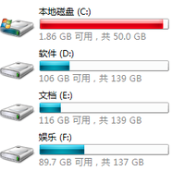 本地磁盘 (C:)
1.86 GB 可用，共 50.0 GB
软件 (D:)
106 GB 可用，共 139 GB
文档 (E:)
116 GB 可用，共 139 GB
娱乐 (F:)
89.7 GB 可用，共 137 GB